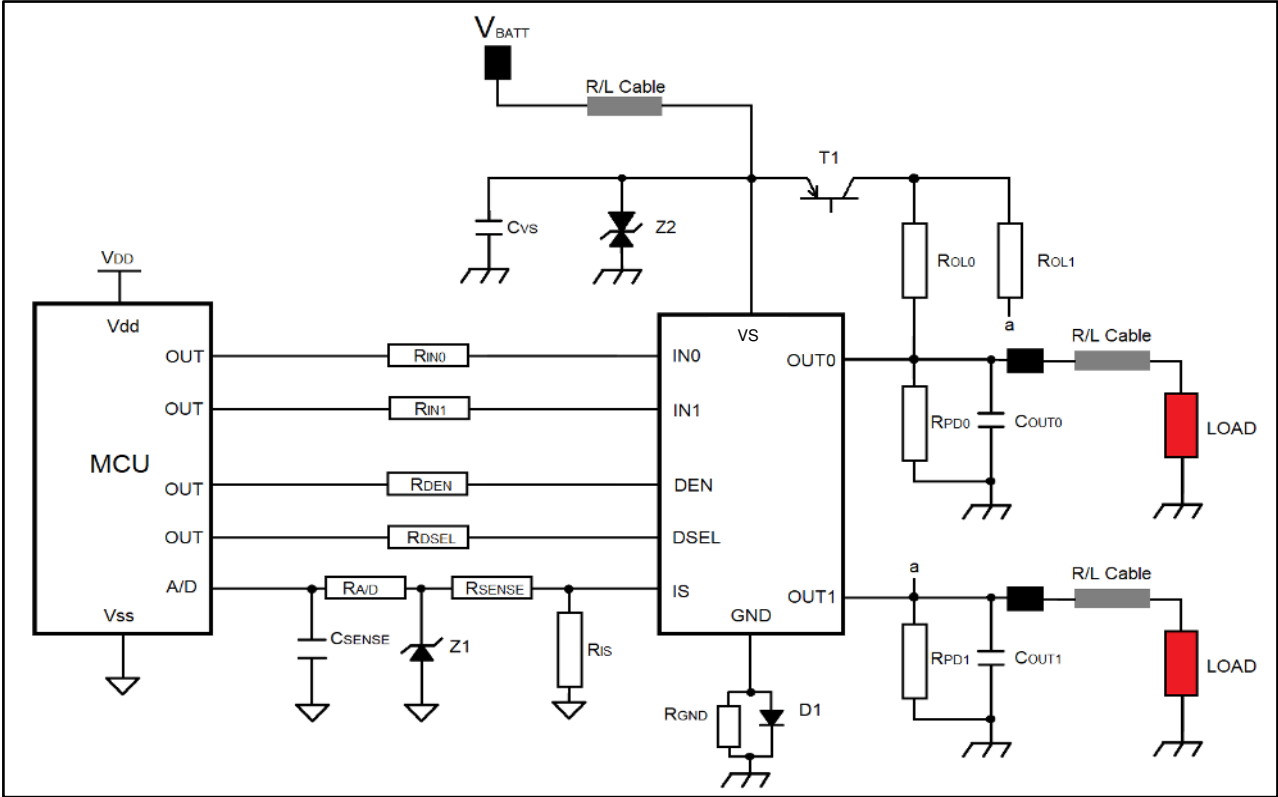 VBATT
R/L Cable
T1
CVS
Z2
ROL0
ROL1
a
VDD
Vdd
VS
R/L Cable
OUT
RIN0
IN0
OUT0
OUT
RIN1
IN1
RPD0
COUT0
LOAD
MCU
OUT
RDEN
DEN
OUT
RDSEL
DSEL
a
R/L Cable
A/D
RA/D
RSENSE
IS
OUT1
Vss
GND
CSENSE
Z1
RIS
RPD1
COUT1
LOAD
RGND
D1